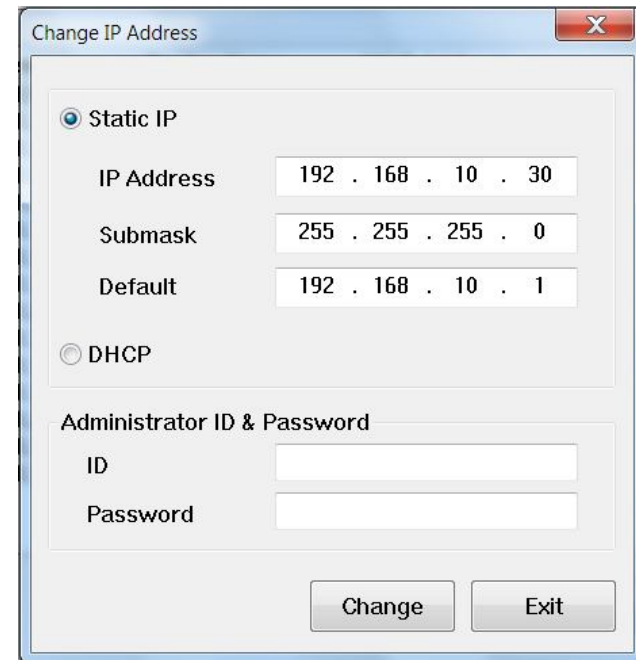 Change IP Address
Static IP
IP Address 192 . 168 . 10 . 30
Submask 255 . 255 . 255 . 0
Default 192 . 168 . 10 . 1
DHCP
Administrator ID & Password
ID
Password
Change Exit